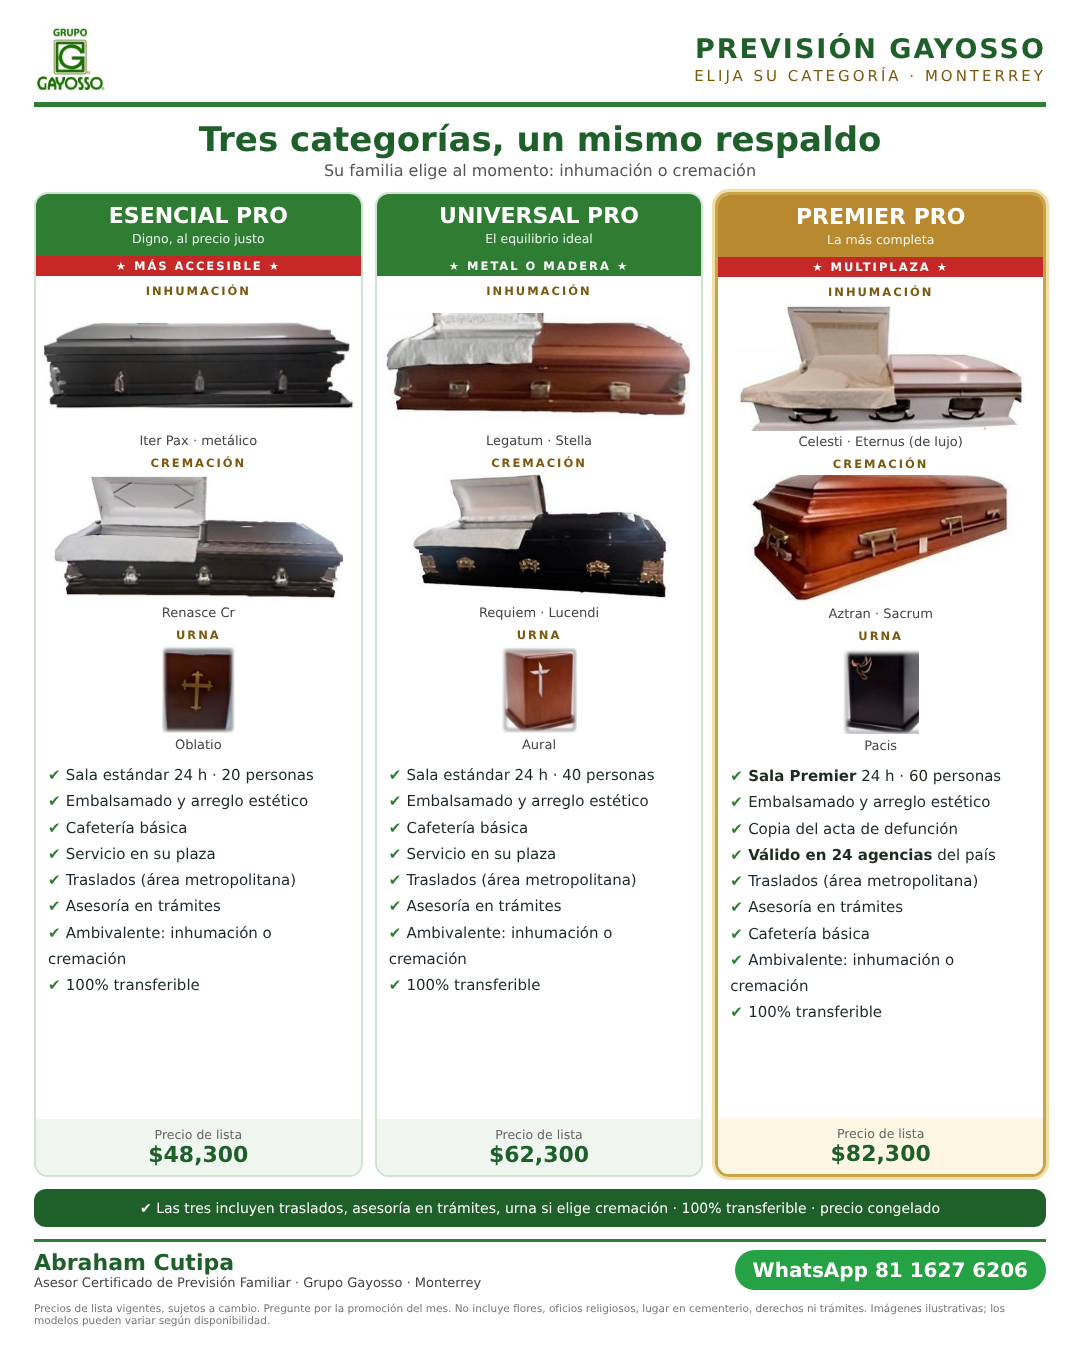 GRUPO
G
GAYOSSO
PREVISIÓN GAYOSSO
ELIJA SU CATEGORÍA · MONTERREY
Tres categorías, un mismo respaldo
Su familia elige al momento: inhumación o cremación
ESENCIAL PRO
Digno, al precio justo
★ MÁS ACCESIBLE ★
INHUMACIÓN
Iter Pax · metálico
CREMACIÓN
Renasce Cr
URNA
Oblatio
✔ Sala estándar 24 h · 20 personas
✔ Embalsamado y arreglo estético
✔ Cafetería básica
✔ Servicio en su plaza
✔ Traslados (área metropolitana)
✔ Asesoría en trámites
✔ Ambivalente: inhumación o
cremación
✔ 100% transferible
Precio de lista
$48,300
UNIVERSAL PRO
El equilibrio ideal
★ METAL O MADERA ★
INHUMACIÓN
Legatum · Stella
CREMACIÓN
Requiem · Lucendi
URNA
Aural
✔ Sala estándar 24 h · 40 personas
✔ Embalsamado y arreglo estético
✔ Cafetería básica
✔ Servicio en su plaza
✔ Traslados (área metropolitana)
✔ Asesoría en trámites
✔ Ambivalente: inhumación o
cremación
✔ 100% transferible
Precio de lista
$62,300
PREMIER PRO
La más completa
★ MULTIPLAZA ★
INHUMACIÓN
Celesti · Eternus (de lujo)
CREMACIÓN
Aztran · Sacrum
URNA
Pacis
✔ Sala Premier 24 h · 60 personas
✔ Embalsamado y arreglo estético
✔ Copia del acta de defunción
✔ Válido en 24 agencias del país
✔ Traslados (área metropolitana)
✔ Asesoría en trámites
✔ Cafetería básica
✔ Ambivalente: inhumación o
cremación
✔ 100% transferible
Precio de lista
$82,300
✔ Las tres incluyen traslados, asesoría en trámites, urna si elige cremación · 100% transferible · precio congelado
Abraham Cutipa
Asesor Certificado de Previsión Familiar · Grupo Gayosso · Monterrey
WhatsApp 81 1627 6206
Precios de lista vigentes, sujetos a cambio. Pregunte por la promoción del mes. No incluye flores, oficios religiosos, lugar en cementerio, derechos ni trámites. Imágenes ilustrativas; los
modelos pueden variar según disponibilidad.